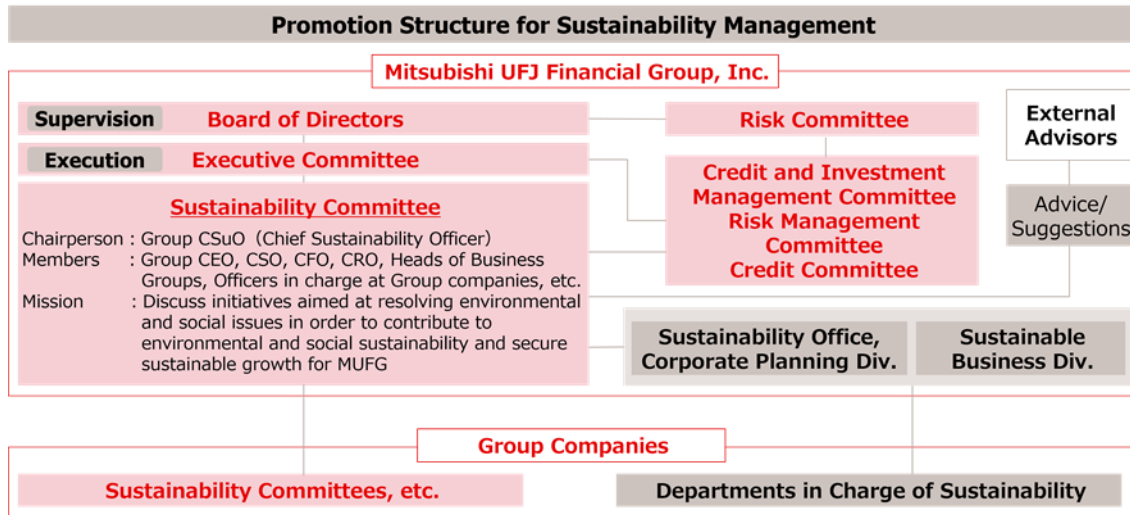 Promotion Structure for Sustainability Management
Mitsubishi UFJ Financial Group, Inc.
Supervision Board of Directors
Risk Committee
External
Advisors
Execution Executive Committee
Credit and Investment
Management Committee
Risk Management
Committee
Credit Committee
Advice/
Suggestions
Sustainability Committee
Chairperson : Group CSuO (Chief Sustainability Officer)
Members : Group CEO, CSO, CFO, CRO, Heads of Business
Groups, Officers in charge at Group companies, etc.
Mission : Discuss initiatives aimed at resolving environmental
and social issues in order to contribute to
environmental and social sustainability and secure
sustainable growth for MUFG
Sustainability Office,
Corporate Planning Div.
Sustainable
Business Div.
Group Companies
Sustainability Committees, etc.
Departments in Charge of Sustainability